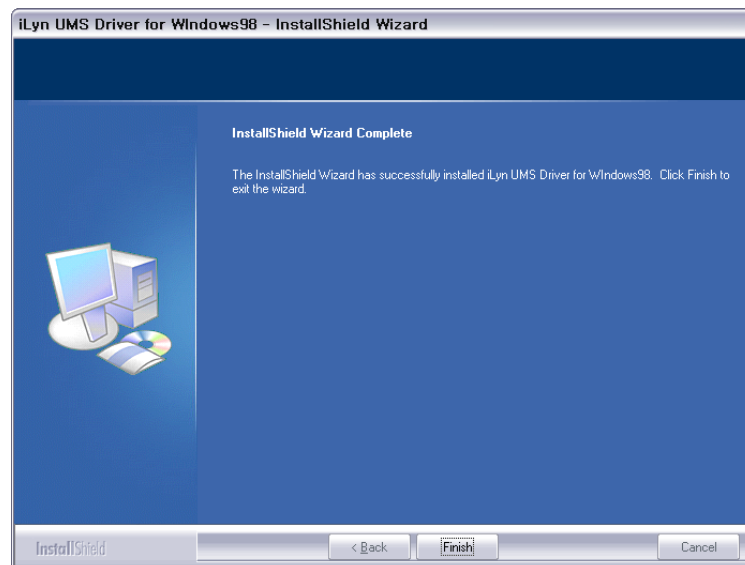 iLyn UMS Driver for WIndows98 - InstallShield Wizard
InstallShield Wizard Complete
The InstallShield Wizard has successfully installed iLyn UMS Driver for WIndows98. Click Finish to
exit the wizard.
InstallShield
< Back
Finish
Cancel